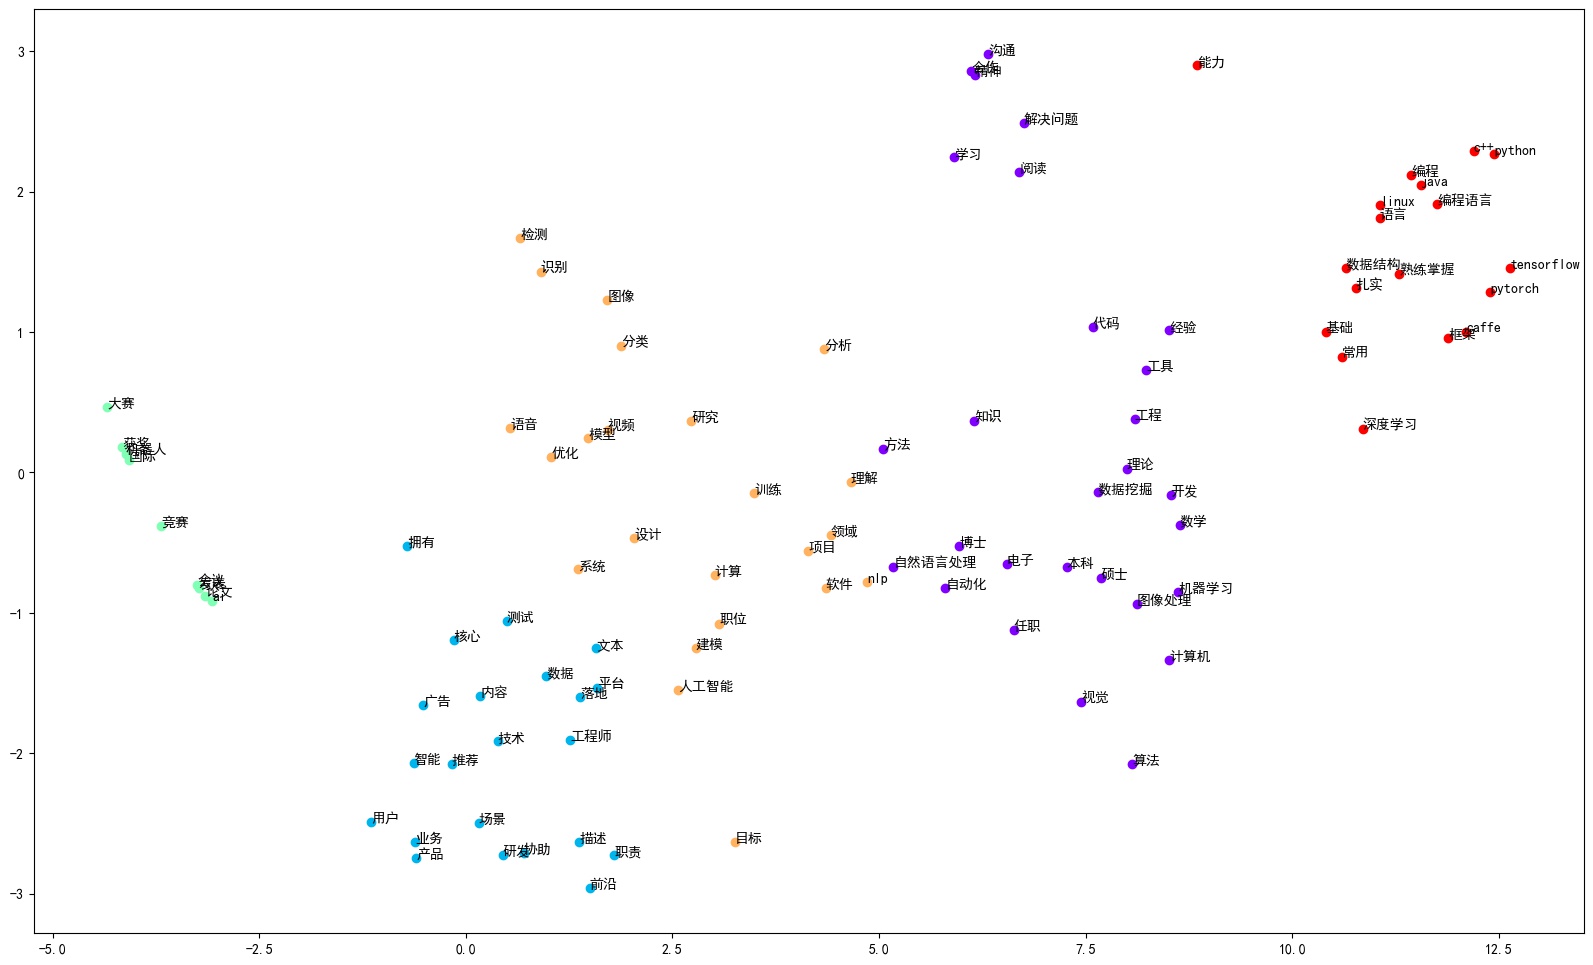 3
2
1
0
−1
−2
−3
−5.0
−2.5
0.0
2.5
5.0
7.5
10.0
12.5
沟通
合作
精神
能力
解决问题
学习
阅读
c++
python
编程
java
linux
编程语言
语言
检测
识别
图像
分类
分析
数据结构
熟练掌握
tensorflow
扎实
pytorch
代码
经验
基础
框架
caffe
常用
工具
大赛
获奖
机器人
国际
竞赛
语音
模型
视频
研究
优化
知识
工程
方法
深度学习
理论
理解
训练
数据挖掘
开发
数学
拥有
设计
领域
项目
博士
系统
计算
自然语言处理
电子
本科
硕士
软件
nlp
自动化
机器学习
图像处理
论文
ai
测试
核心
职位
任职
文本
建模
计算机
数据
平台
落地
人工智能
内容
广告
视觉
技术
工程师
智能
推荐
算法
用户
场景
业务
产品
研发
协助
描述
职责
目标
前沿